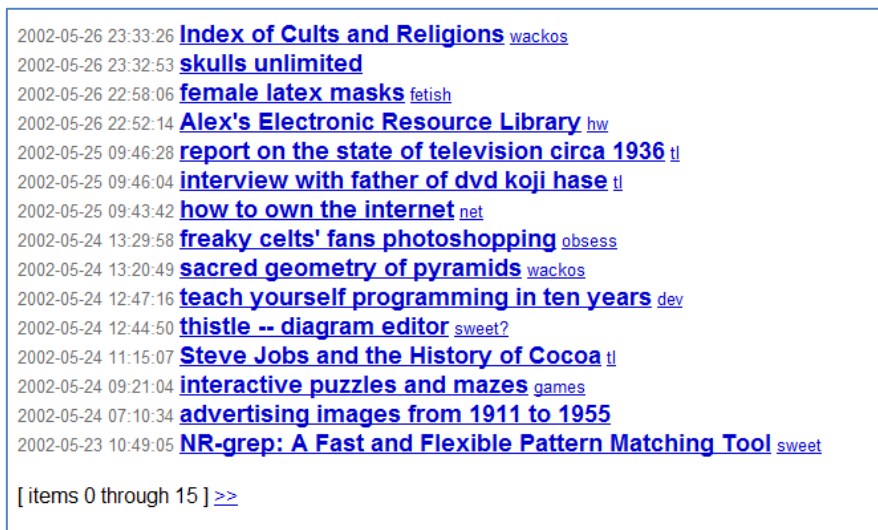 2002-05-26 23:33:26 Index of Cults and Religions wackos
2002-05-26 23:32:53 skulls unlimited
2002-05-26 22:58:06 female latex masks fetish
2002-05-26 22:52:14 Alex's Electronic Resource Library hw
2002-05-25 09:46:28 report on the state of television circa 1936 tl
2002-05-25 09:46:04 interview with father of dvd koji hase tl
2002-05-25 09:43:42 how to own the internet net
2002-05-24 13:29:58 freaky celts' fans photoshopping obsess
2002-05-24 13:20:49 sacred geometry of pyramids wackos
2002-05-24 12:47:16 teach yourself programming in ten years dev
2002-05-24 12:44:50 thistle -- diagram editor sweet?
2002-05-24 11:15:07 Steve Jobs and the History of Cocoa tl
2002-05-24 09:21:04 interactive puzzles and mazes games
2002-05-24 07:10:34 advertising images from 1911 to 1955
2002-05-23 10:49:05 NR-grep: A Fast and Flexible Pattern Matching Tool sweet
[ items 0 through 15 ] >>